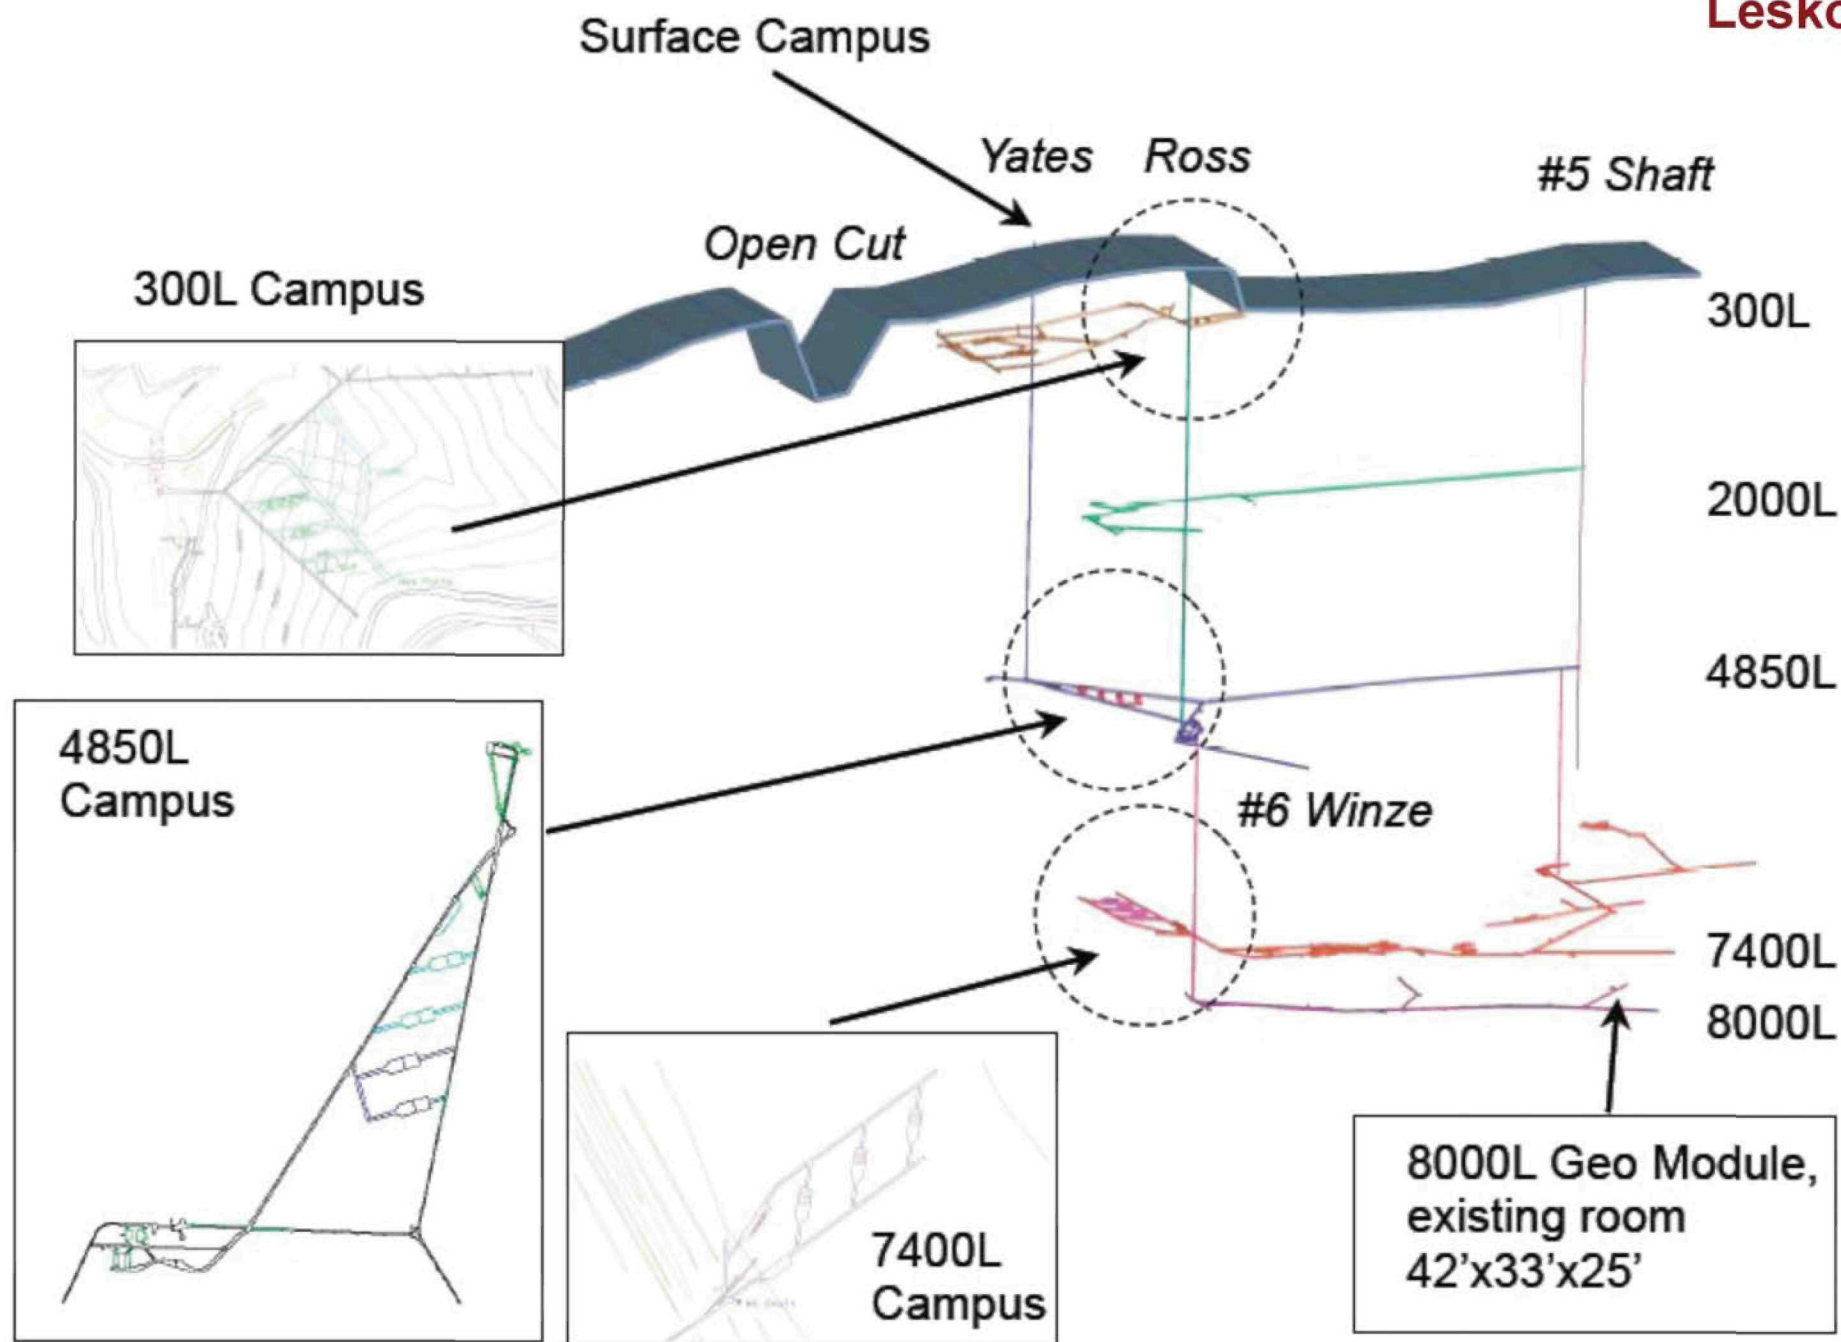 Lesko
Surface Campus
Yates Ross
#5 Shaft
Open Cut
300L Campus
300L
2000L
4850L
4850L
Campus
#6 Winze
7400L
8000L
7400L
Campus
8000L Geo Module,
existing room
42'x33'x25'